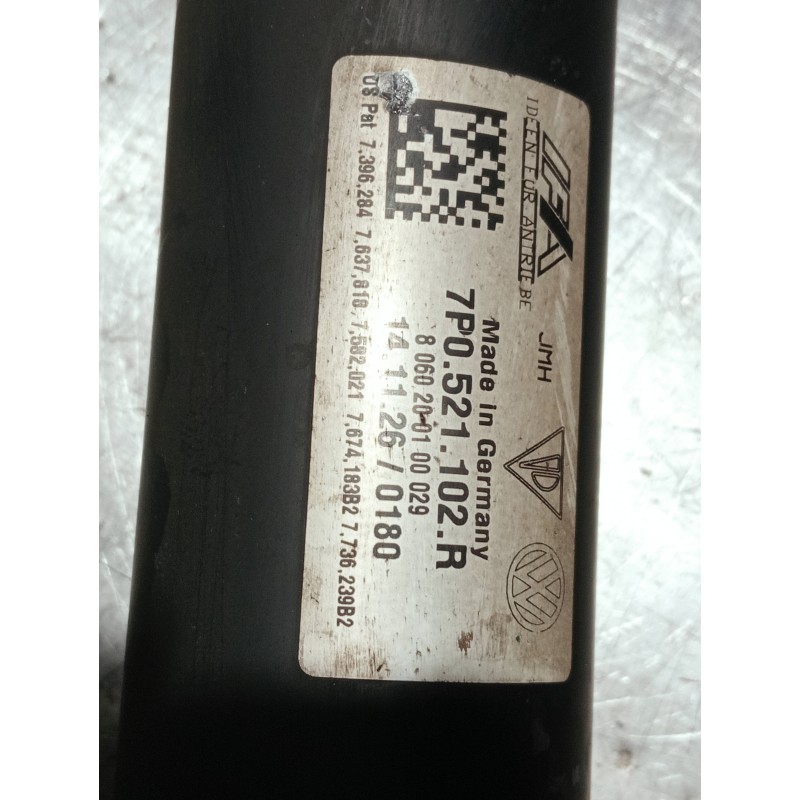 IFA
IDEEN FÜR ANTRIEBE
JMH
Made in Germany
7P0.521.102.R
8 060 20 01 00 029
14.11.26 / 0180
US Pat 7,396,284 7,637,816 7,582,021 7,674,183B2 7.736,239B2